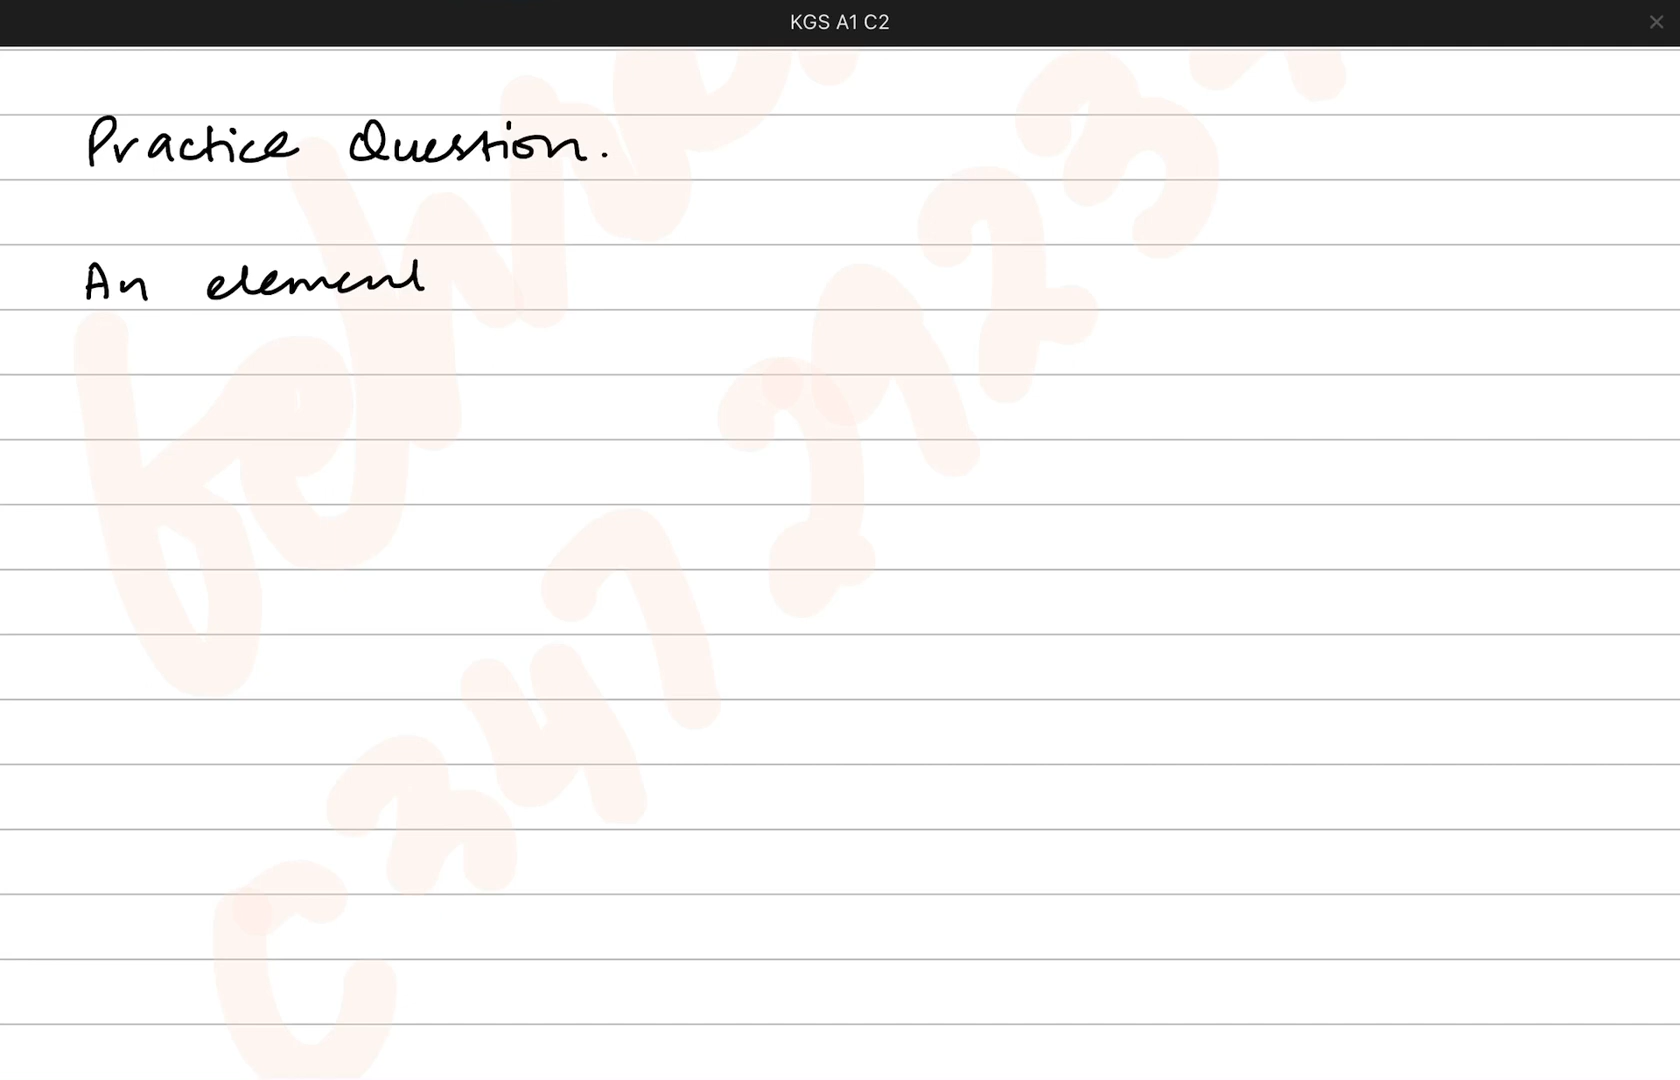 KGS A1 C2
Practice Question.
An element